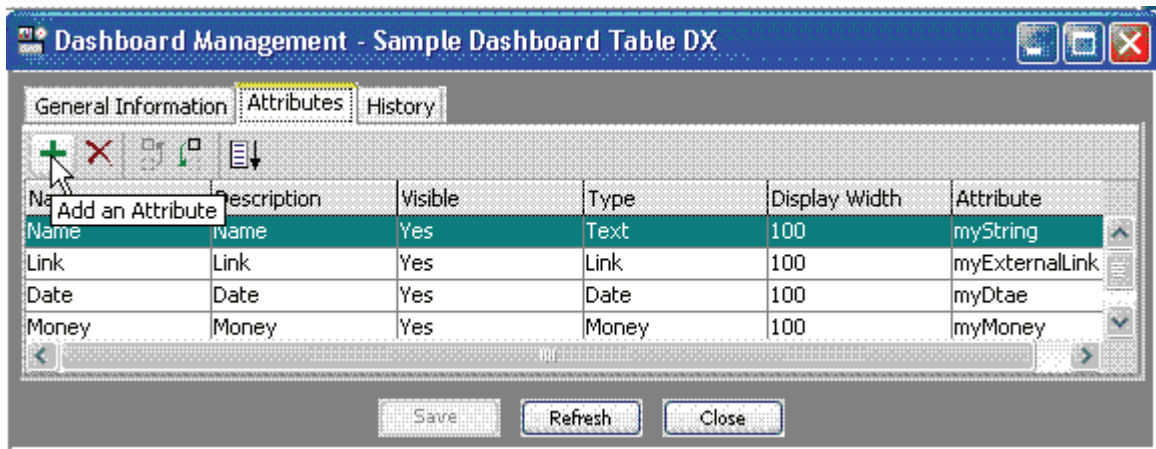 Dashboard Management - Sample Dashboard Table DX
General Information Attributes History
Na Description Visible Type Display Width Attribute
Add an Attribute
Name Name Yes Text 100 myString
Link Link Yes Link 100 myExternalLink
Date Date Yes Date 100 myDtae
Money Money Yes Money 100 myMoney
Save Refresh Close